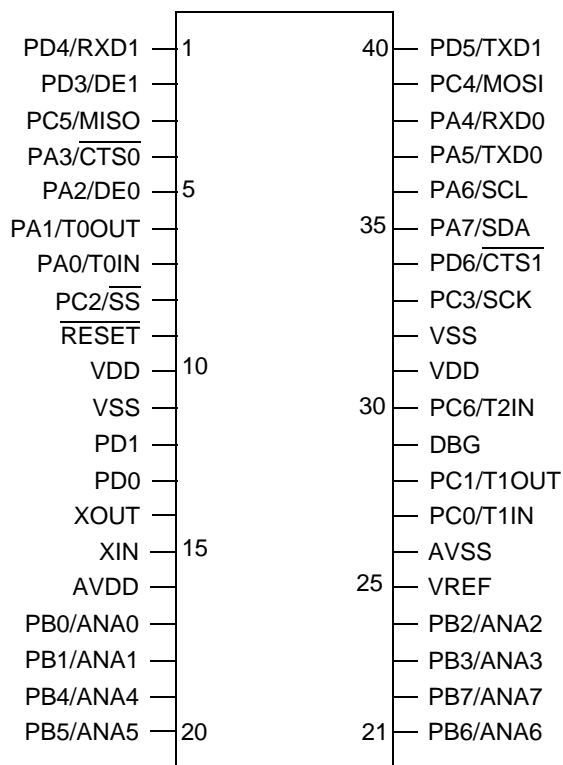 PD4/RXD1 1 40 PD5/TXD1
PD3/DE1 PC4/MOSI
PC5/MISO PA4/RXD0
PA3/CTS0 PA5/TXD0
PA2/DE0 5 PA6/SCL
PA1/T0OUT 35 PA7/SDA
PA0/T0IN PD6/CTS1
PC2/SS PC3/SCK
RESET VSS
VDD 10 VDD
VSS 30 PC6/T2IN
PD1 DBG
PD0 PC1/T1OUT
XOUT PC0/T1IN
XIN 15 AVSS
AVDD 25 VREF
PB0/ANA0 PB2/ANA2
PB1/ANA1 PB3/ANA3
PB4/ANA4 PB7/ANA7
PB5/ANA5 20 21 PB6/ANA6